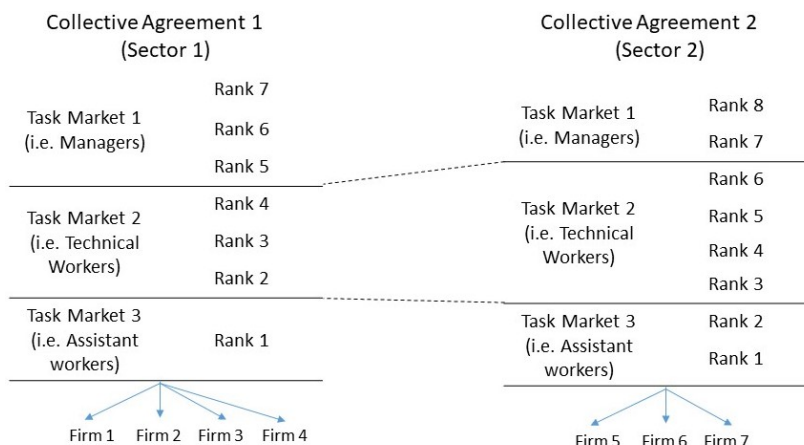 Collective Agreement 1
(Sector 1)
Rank 7
Task Market 1
(i.e. Managers)
Rank 6
Rank 5
Rank 4
Task Market 2
(i.e. Technical
Workers)
Rank 3
Rank 2
Task Market 3
(i.e. Assistant
workers)
Rank 1
Firm 1
Firm 2
Firm 3
Firm 4
Collective Agreement 2
(Sector 2)
Task Market 1
(i.e. Managers)
Rank 8
Rank 7
Rank 6
Task Market 2
(i.e. Technical
Workers)
Rank 5
Rank 4
Rank 3
Task Market 3
(i.e. Assistant
workers)
Rank 2
Rank 1
Firm 5
Firm 6
Firm 7